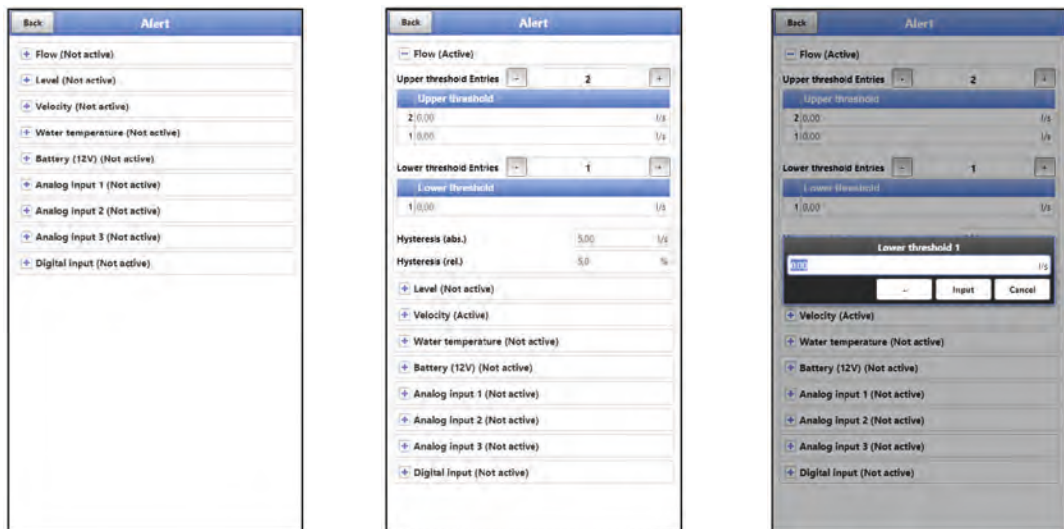 Back Alert
+ Flow (Not active)
+ Level (Not active)
+ Velocity (Not active)
+ Water temperature (Not active)
+ Battery (12V) (Not active)
+ Analog input 1 (Not active)
+ Analog input 2 (Not active)
+ Analog input 3 (Not active)
+ Digital input (Not active)
Back Alert
− Flow (Active)
Upper threshold Entries - 2 +
Upper threshold
2 0,00 l/s
1 0,00 l/s
Lower threshold Entries - 1 +
Lower threshold
1 0,00 l/s
Hysteresis (abs.) 5,00 l/s
Hysteresis (rel.) 5,0 %
+ Level (Not active)
+ Velocity (Active)
+ Water temperature (Not active)
+ Battery (12V) (Not active)
+ Analog input 1 (Not active)
+ Analog input 2 (Not active)
+ Analog input 3 (Not active)
+ Digital input (Not active)
Back Alert
− Flow (Active)
Upper threshold Entries - 2 +
Upper threshold
2 0,00 l/s
1 0,00 l/s
Lower threshold Entries - 1 +
Lower threshold
1 0,00 l/s
Lower threshold 1
0,00 l/s
Input Cancel
+ Velocity (Active)
+ Water temperature (Not active)
+ Battery (12V) (Not active)
+ Analog input 1 (Not active)
+ Analog input 2 (Not active)
+ Analog input 3 (Not active)
+ Digital input (Not active)